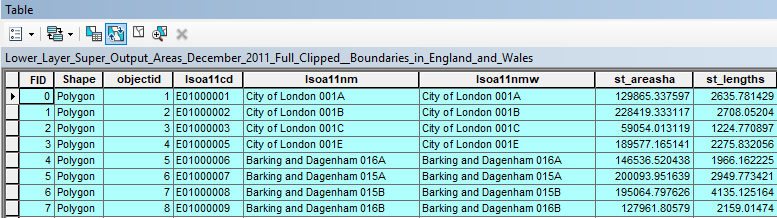 Table
Lower_Layer_Super_Output_Areas_December_2011_Full_Clipped__Boundaries_in_England_and_Wales
FID Shape objectid lsoa11cd lsoa11nm lsoa11nmw st_areasha st_lengths
0 Polygon 1 E01000001 City of London 001A City of London 001A 129865.337597 2635.781429
1 Polygon 2 E01000002 City of London 001B City of London 001B 228419.333117 2708.05204
2 Polygon 3 E01000003 City of London 001C City of London 001C 59054.013119 1224.770897
3 Polygon 4 E01000005 City of London 001E City of London 001E 189577.165141 2275.832056
4 Polygon 5 E01000006 Barking and Dagenham 016A Barking and Dagenham 016A 146536.520438 1966.162225
5 Polygon 6 E01000007 Barking and Dagenham 015A Barking and Dagenham 015A 200093.951639 2949.773421
6 Polygon 7 E01000008 Barking and Dagenham 015B Barking and Dagenham 015B 195064.797626 4135.125164
7 Polygon 8 E01000009 Barking and Dagenham 016B Barking and Dagenham 016B 127961.80579 2159.01474